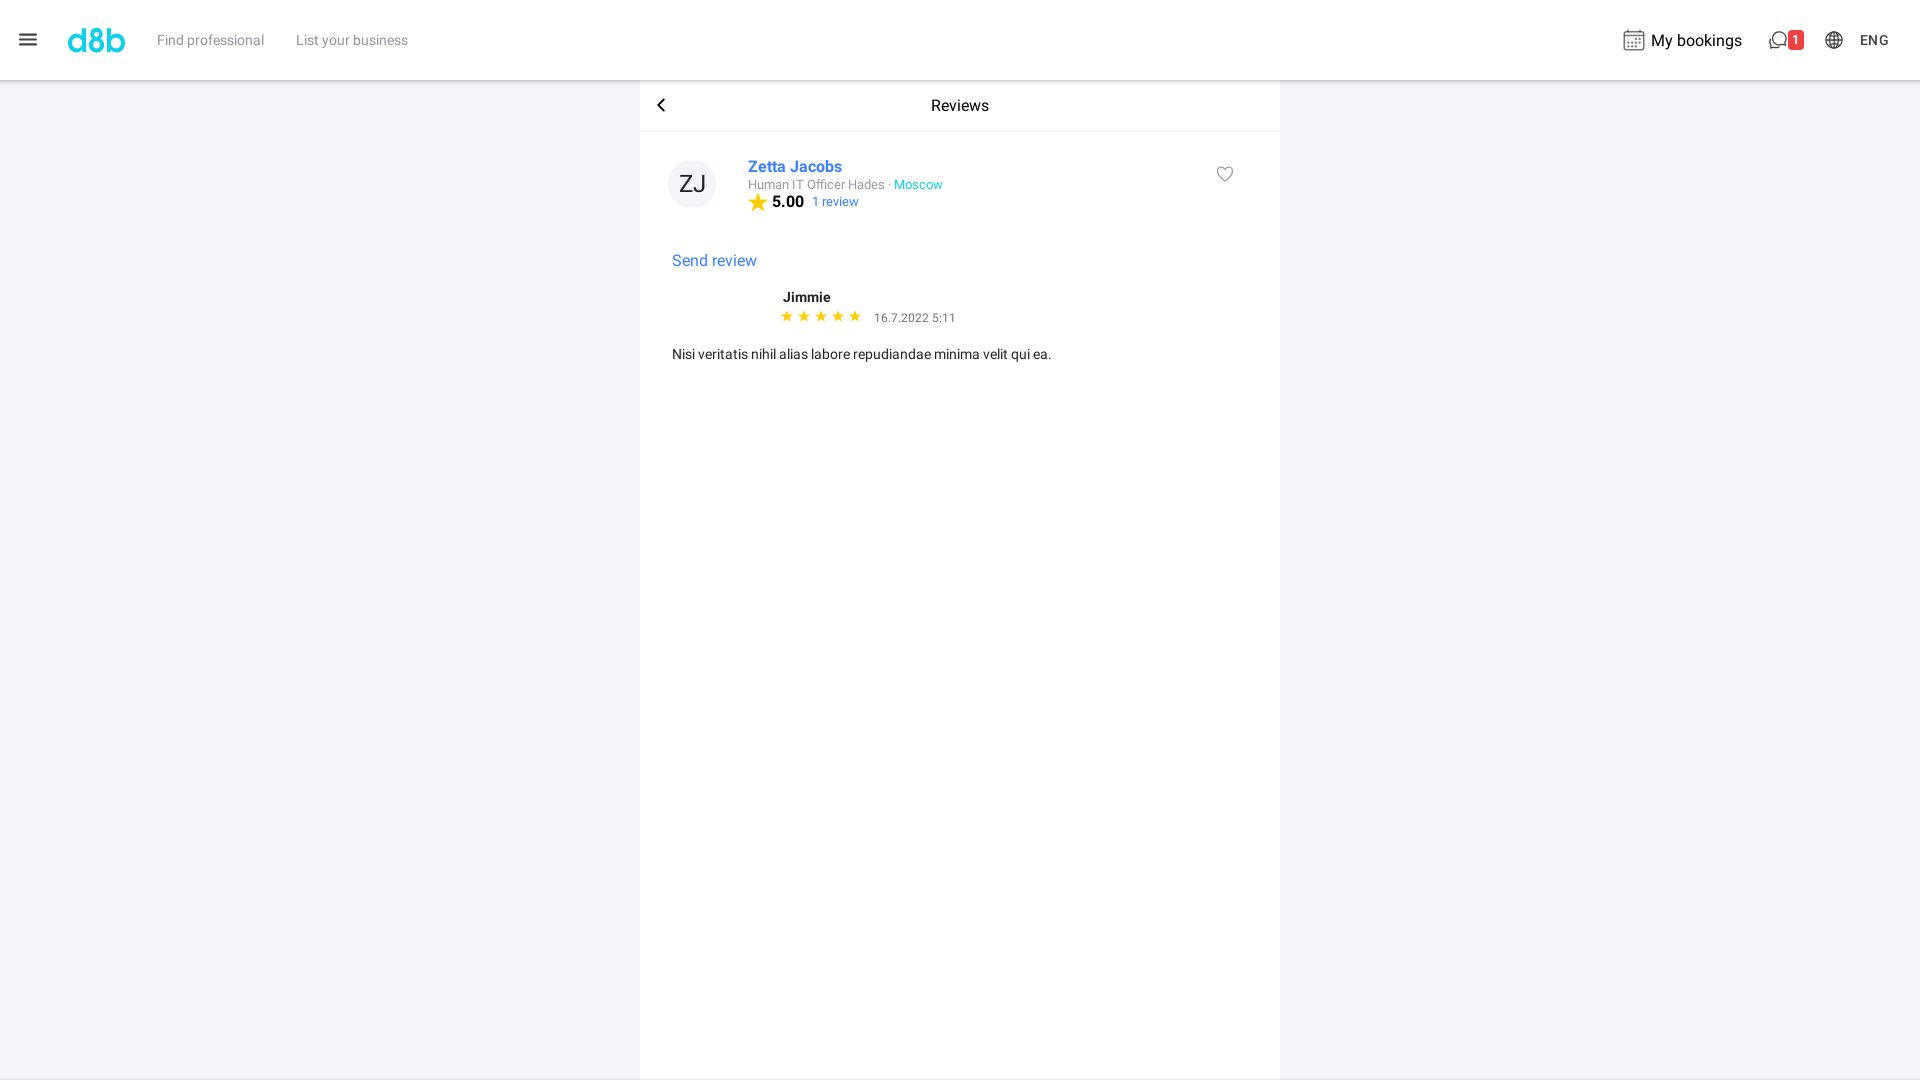 d8b
Find professional
List your business
My bookings
1
ENG
Reviews
ZJ
Zetta Jacobs
Human IT Officer Hades · Moscow
5.00 1 review
Send review
Jimmie
16.7.2022 5:11
Nisi veritatis nihil alias labore repudiandae minima velit qui ea.